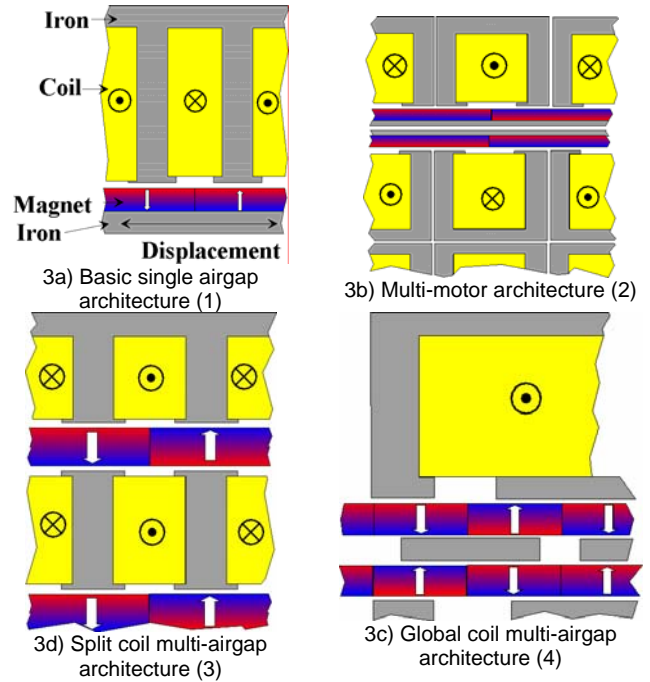 Iron
Coil
Magnet
Iron
Displacement
3a) Basic single airgap
architecture (1)
3b) Multi-motor architecture (2)
3d) Split coil multi-airgap
architecture (3)
3c) Global coil multi-airgap
architecture (4)